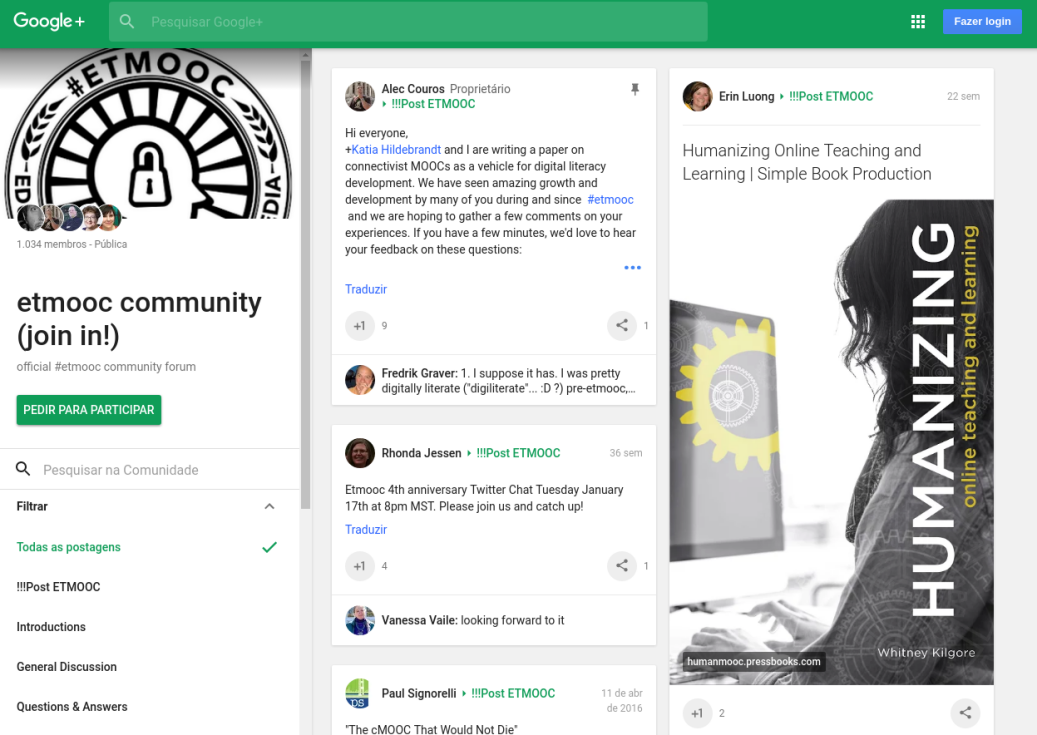 Google+
Pesquisar Google+
Fazer login
#ETMOOC
ED
DIA
1.034 membros - Pública
etmooc community
(join in!)
official #etmooc community forum
PEDIR PARA PARTICIPAR
Pesquisar na Comunidade
Filtrar
Todas as postagens
!!!Post ETMOOC
Introductions
General Discussion
Questions & Answers
Alec Couros Proprietário
!!!Post ETMOOC
Hi everyone,
+Katia Hildebrandt and I are writing a paper on
connectivist MOOCs as a vehicle for digital literacy
development. We have seen amazing growth and
development by many of you during and since #etmooc
and we are hoping to gather a few comments on your
experiences. If you have a few minutes, we'd love to hear
your feedback on these questions:
Traduzir
+1 9 1
Fredrik Graver: 1. I suppose it has. I was pretty
digitally literate ("digiliterate"... :D ?) pre-etmooc,...
Rhonda Jessen !!!Post ETMOOC 36 sem
Etmooc 4th anniversary Twitter Chat Tuesday January
17th at 8pm MST. Please join us and catch up!
Traduzir
+1 4 1
Vanessa Vaile: looking forward to it
PS
Paul Signorelli !!!Post ETMOOC 11 de abr
de 2016
"The cMOOC That Would Not Die"
Erin Luong !!!Post ETMOOC 22 sem
Humanizing Online Teaching and
Learning | Simple Book Production
HUMANIZING
online teaching and learning
Whitney Kilgore
humanmooc.pressbooks.com
+1 2